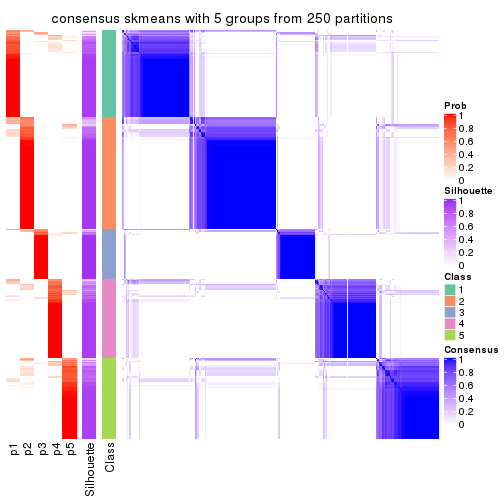 consensus skmeans with 5 groups from 250 partitions
Prob
1
0.8
0.6
0.4
0.2
0
Silhouette
1
0.8
0.6
0.4
0.2
0
Class
1
2
3
4
5
Consensus
1
0.8
0.6
0.4
0.2
0
p1
p2
p3
p4
p5
Silhouette
Class